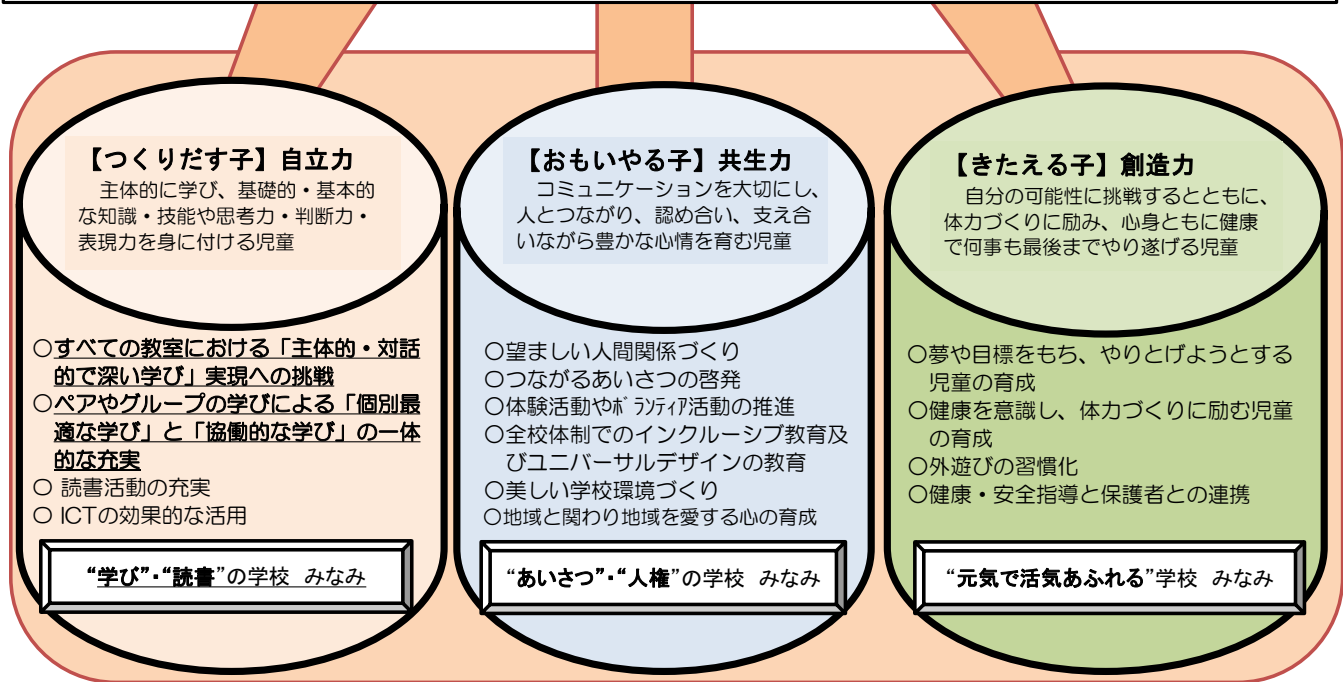 【つくりだす子】自立力
主体的に学び、基礎的・基本的
な知識・技能や思考力・判断力・
表現力を身に付ける児童
○すべての教室における「主体的・対話
的で深い学び」実現への挑戦
○ペアやグループの学びによる「個別最
適な学び」と「協働的な学び」の一体
的な充実
○ 読書活動の充実
○ ICTの効果的な活用
“学び”・“読書”の学校 みなみ
【おもいやる子】共生力
コミュニケーションを大切にし、
人とつながり、認め合い、支え合
いながら豊かな心情を育む児童
○望ましい人間関係づくり
○つながるあいさつの啓発
○体験活動やﾎﾞﾗﾝﾃｨｱ活動の推進
○全校体制でのインクルーシブ教育及
びユニバーサルデザインの教育
○美しい学校環境づくり
○地域と関わり地域を愛する心の育成
“あいさつ”・“人権”の学校 みなみ
【きたえる子】創造力
自分の可能性に挑戦するとともに、
体力づくりに励み、心身ともに健康
で何事も最後までやり遂げる児童
○夢や目標をもち、やりとげようとする
児童の育成
○健康を意識し、体力づくりに励む児童
の育成
○外遊びの習慣化
○健康・安全指導と保護者との連携
“元気で活気あふれる”学校 みなみ